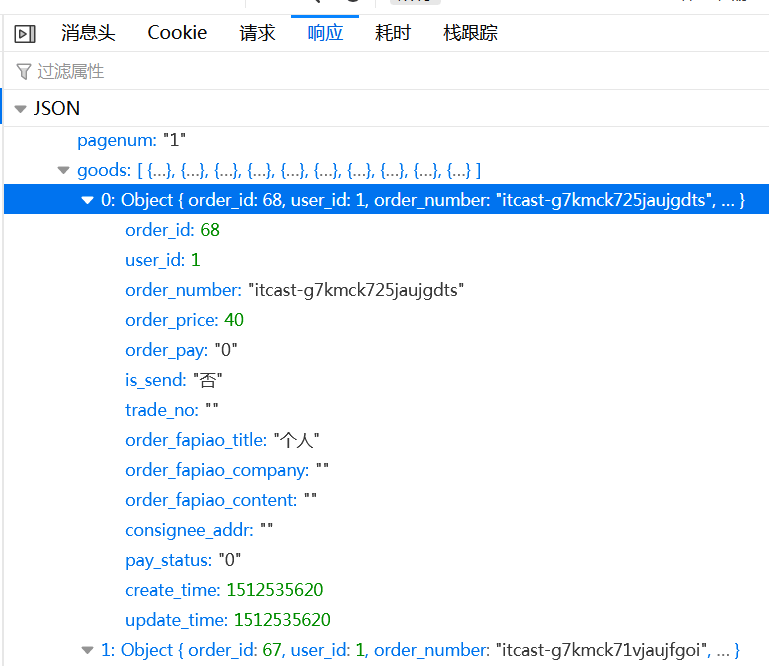 消息头 Cookie 请求 响应 耗时 栈跟踪
过滤属性
JSON
pagenum: "1"
goods: [ {…}, {…}, {…}, {…}, {…}, {…}, {…}, {…}, {…}, {…} ]
0: Object { order_id: 68, user_id: 1, order_number: "itcast-g7kmck725jaujgdts", … }
order_id: 68
user_id: 1
order_number: "itcast-g7kmck725jaujgdts"
order_price: 40
order_pay: "0"
is_send: "否"
trade_no: ""
order_fapiao_title: "个人"
order_fapiao_company: ""
order_fapiao_content: ""
consignee_addr: ""
pay_status: "0"
create_time: 1512535620
update_time: 1512535620
1: Object { order_id: 67, user_id: 1, order_number: "itcast-g7kmck71vjaujfgoi", … }